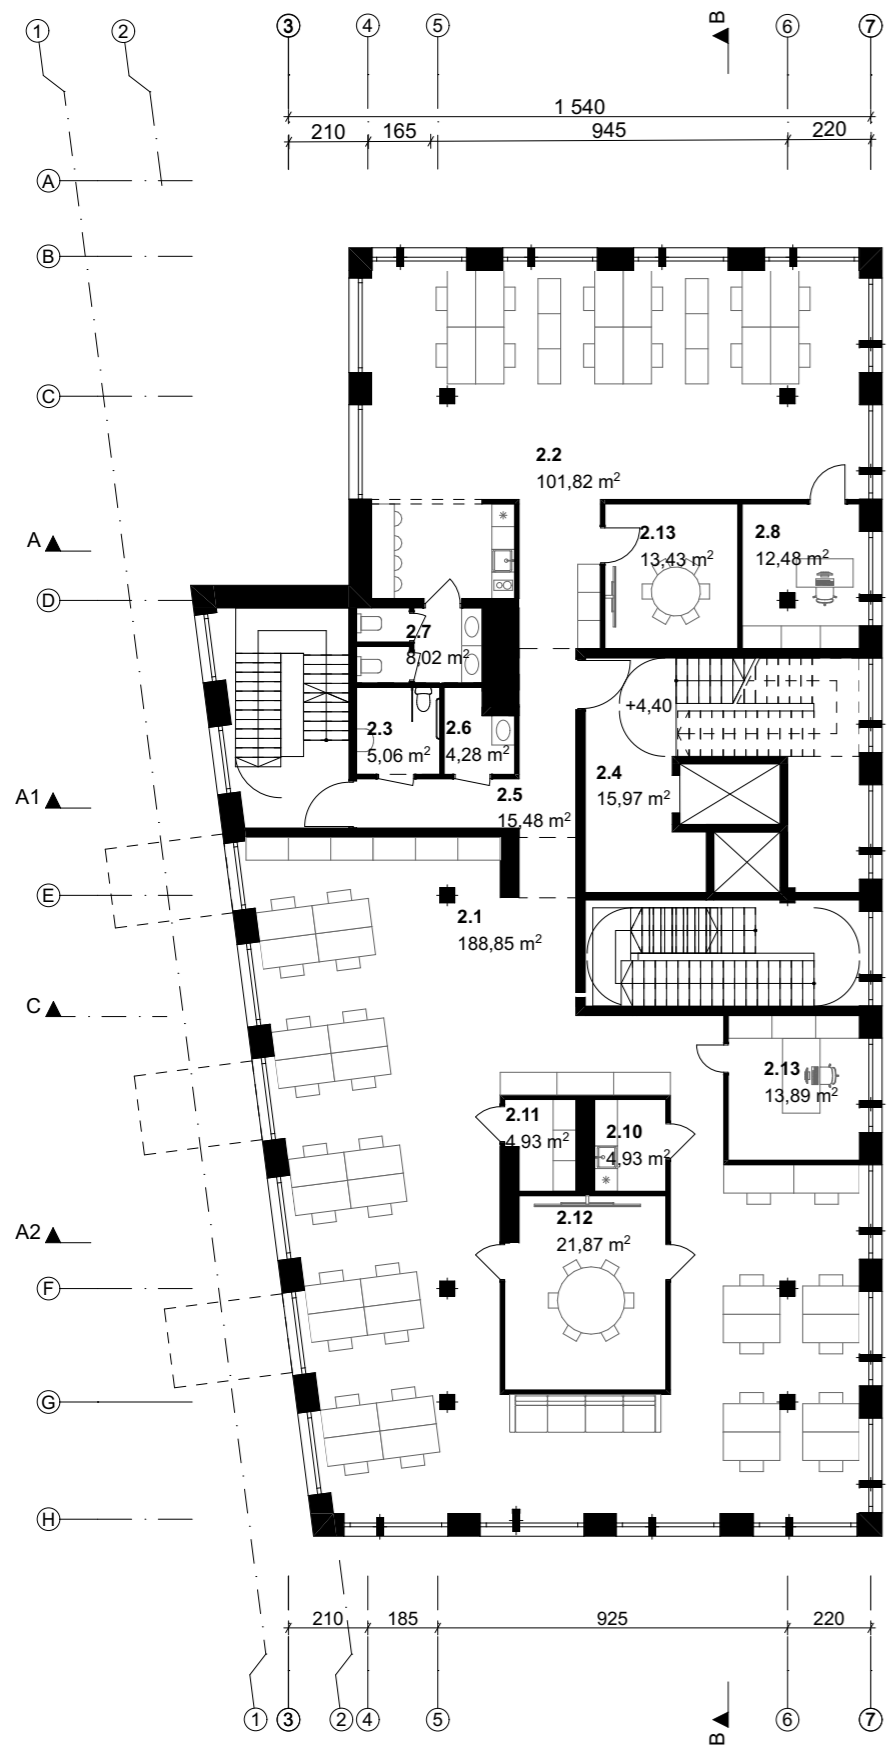 1
2
3
4
5
B
6
7
1 540
210
165
945
220
A
B
C
2.2
101,82 m²
A
2.13
13,43 m²
2.8
12,48 m²
D
2.7
8,02 m²
+4,40
2.3
5,06 m²
2.6
4,28 m²
2.4
15,97 m²
A1
2.5
15,48 m²
E
2.1
188,85 m²
C
2.13
13,89 m²
2.11
4,93 m²
2.10
4,93 m²
A2
2.12
21,87 m²
F
G
H
210
185
925
220
1
3
2
4
5
B
6
7